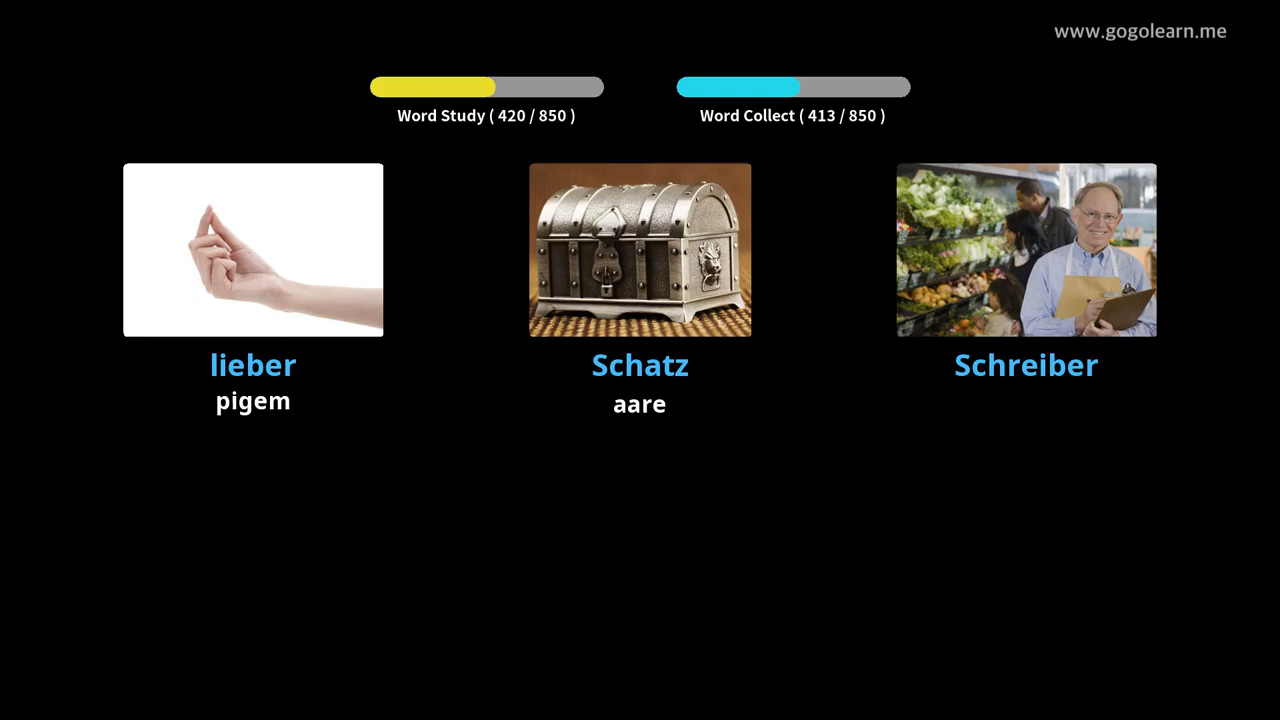 www.gogolearn.me
Word Study ( 420 / 850 )
Word Collect ( 413 / 850 )
lieber
Schatz
Schreiber
pigem
aare